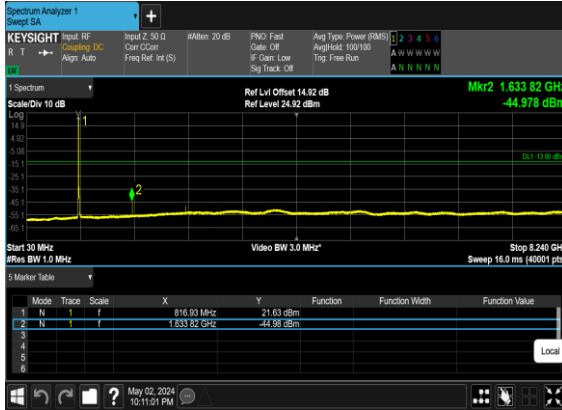 Spectrum Analyzer 1
Swept SA
+
KEYSIGHT Input: RF Input Z: 50 Ω #Atten: 20 dB PNO: Fast Avg Type: Power (RMS) 1 2 3 4 5 6
R T Coupling: DC Corr CCorr Gate: Off Avg|Hold: 100/100 A W W W W W
Align: Auto Freq Ref: Int (S) IF Gain: Low Trig: Free Run
Sig Track: Off A N N N N N
1 Spectrum Ref Lvl Offset 14.92 dB Mkr2 1.633 82 GHz
Scale/Div 10 dB Ref Level 24.92 dBm -44.978 dBm
Log
14.9
4.92
-5.08
-15.1
-25.1
-35.1
-45.1
-55.1
-65.1
1
2
DL1 -13.00 dBm
Start 30 MHz Video BW 3.0 MHz* Stop 8.240 GHz
#Res BW 1.0 MHz Sweep 16.0 ms (40001 pts)
5 Marker Table
Mode Trace Scale X Y Function Function Width Function Value
1 N 1 f 816.93 MHz 21.63 dBm
2 N 1 f 1.633 82 GHz -44.98 dBm
3
4
5
6
Local
? May 02, 2024
10:11:01 PM